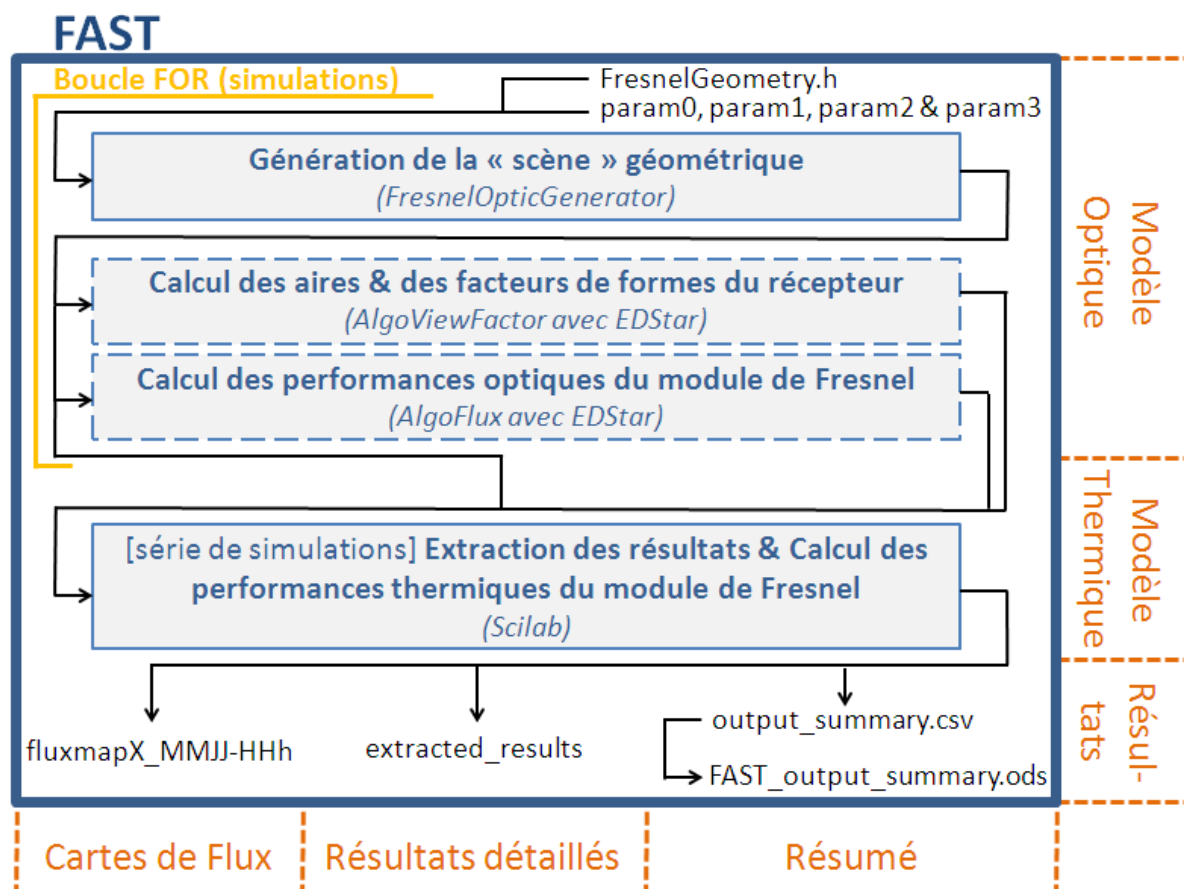 FAST
Boucle FOR (simulations)
FresnelGeometry.h
param0, param1, param2 & param3
Génération de la « scène » géométrique
(FresnelOpticGenerator)
Calcul des aires & des facteurs de formes du récepteur
(AlgoViewFactor avec EDStar)
Calcul des performances optiques du module de Fresnel
(AlgoFlux avec EDStar)
[série de simulations] Extraction des résultats & Calcul des
performances thermiques du module de Fresnel
(Scilab)
fluxmapX_MMJJ-HHh
extracted_results
output_summary.csv
FAST_output_summary.ods
Modèle
Optique
Modèle
Thermique
Résul-
tats
Cartes de Flux
Résultats détaillés
Résumé